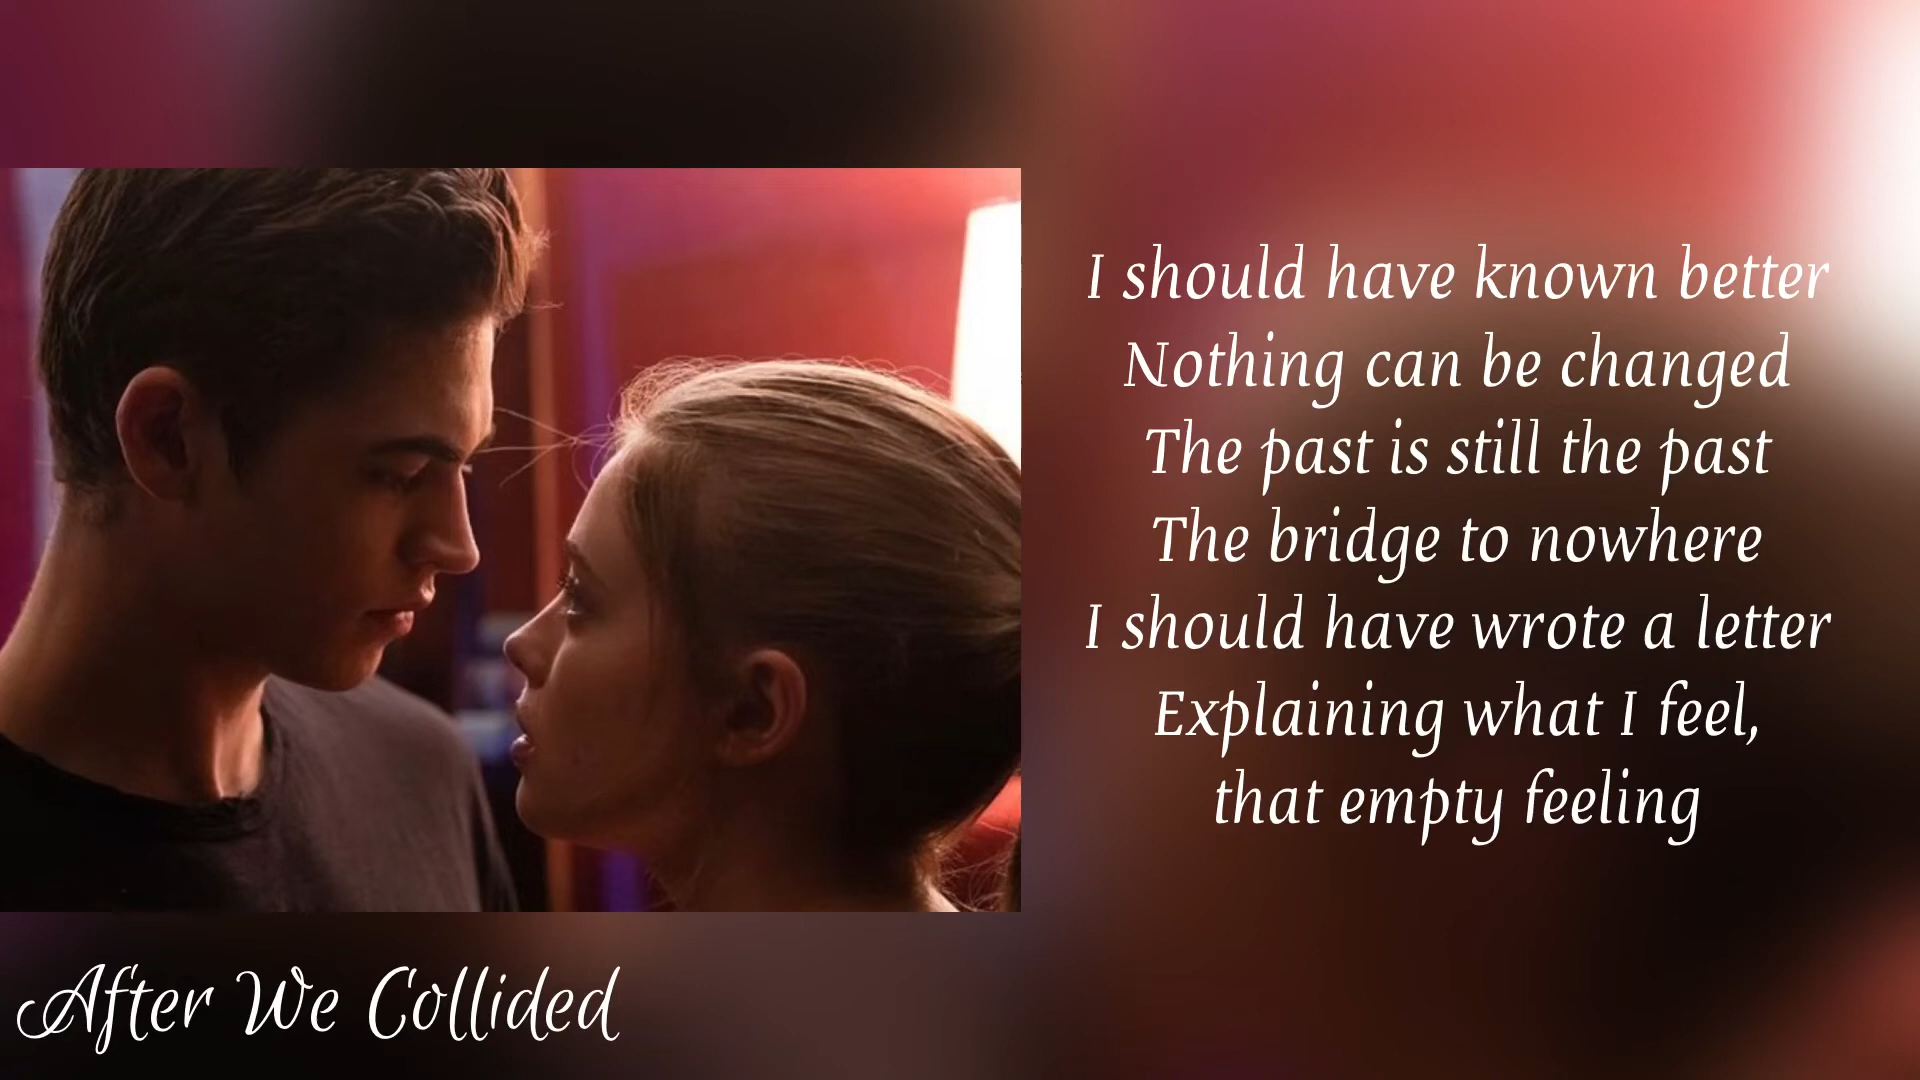 I should have known better
Nothing can be changed
The past is still the past
The bridge to nowhere
I should have wrote a letter
Explaining what I feel,
that empty feeling
After We Collided